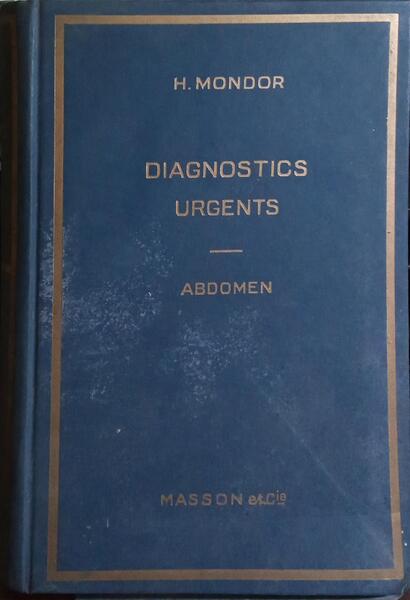 H. MONDOR
DIAGNOSTICS
URGENTS
ABDOMEN
MASSON et Cie